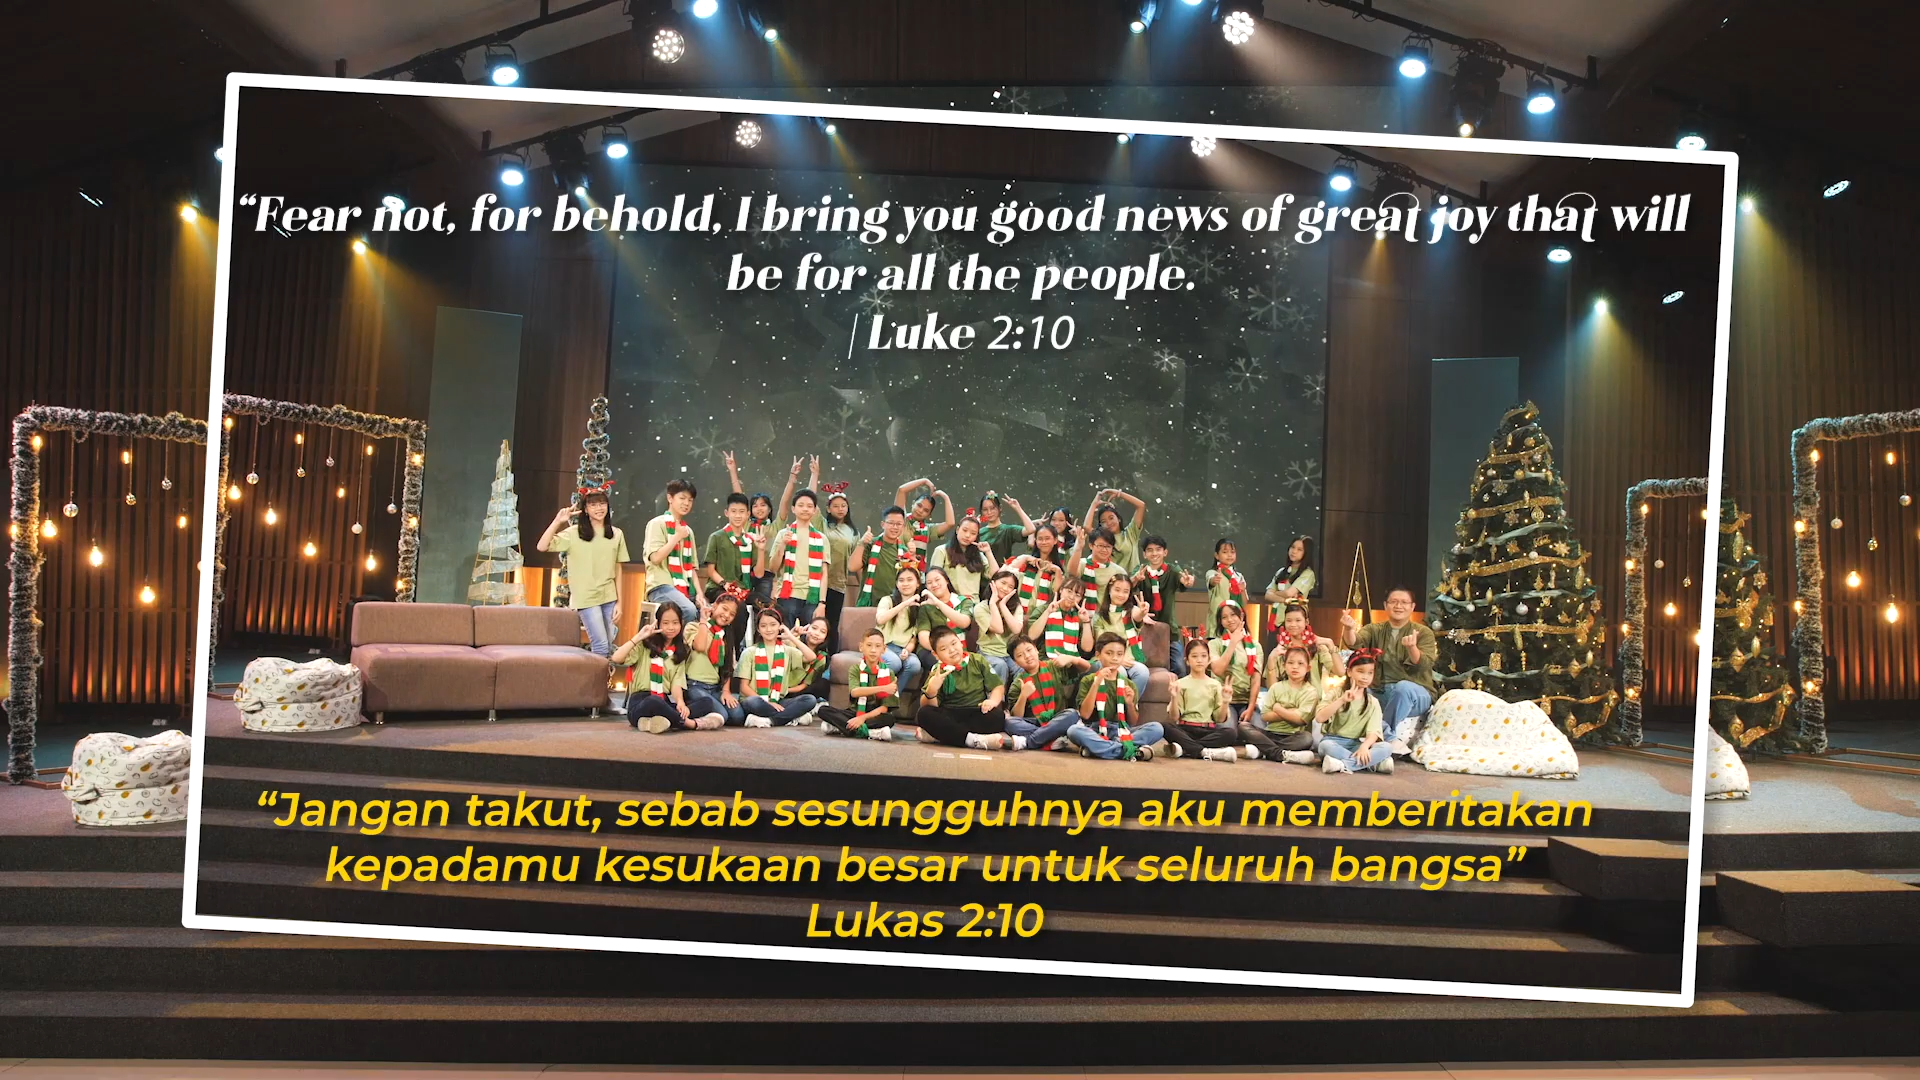 “Fear not, for behold, I bring you good news of great joy that will
be for all the people.
| Luke 2:10
“Jangan takut, sebab sesungguhnya aku memberitakan
kepadamu kesukaan besar untuk seluruh bangsa”
Lukas 2:10